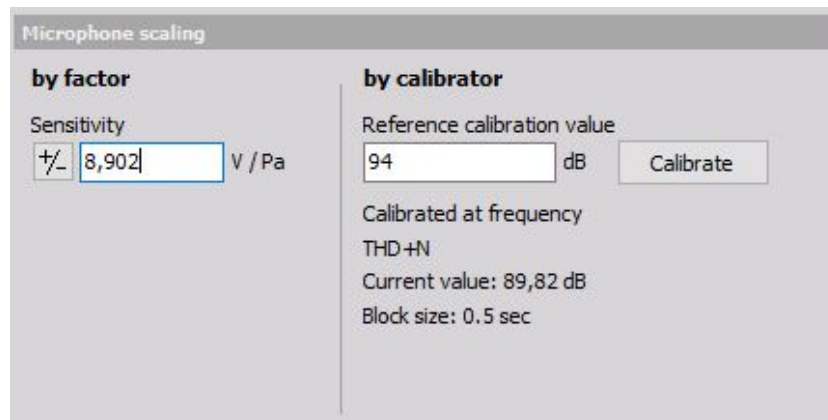 Microphone scaling
by factor
Sensitivity
+/- 8,902 V / Pa
by calibrator
Reference calibration value
94 dB Calibrate
Calibrated at frequency
THD+N
Current value: 89,82 dB
Block size: 0.5 sec